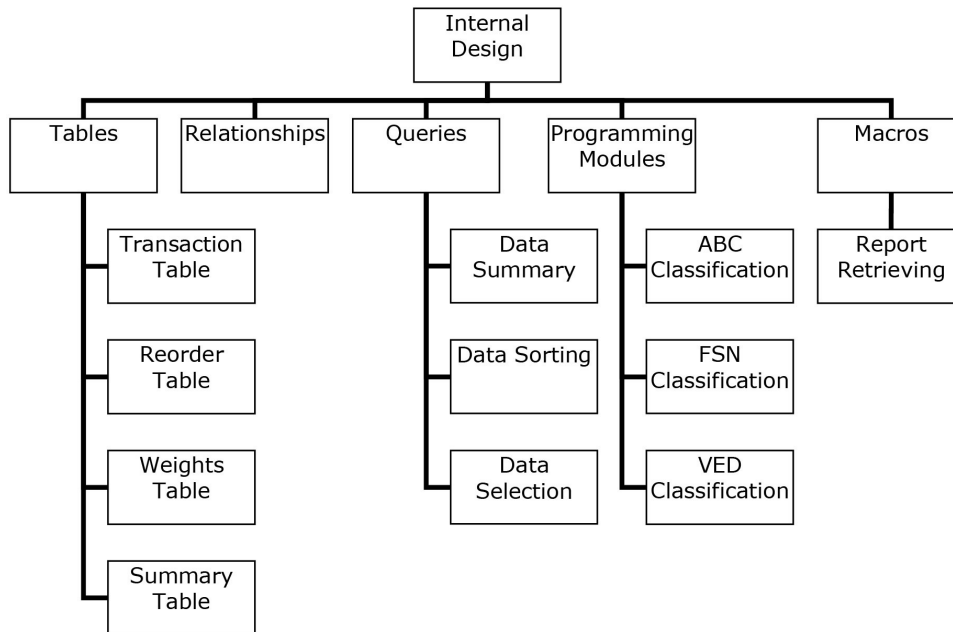 Internal
Design
Tables
Relationships
Queries
Programming
Modules
Macros
Transaction
Table
Data
Summary
ABC
Classification
Report
Retrieving
Reorder
Table
Data Sorting
FSN
Classification
Weights
Table
Data
Selection
VED
Classification
Summary
Table